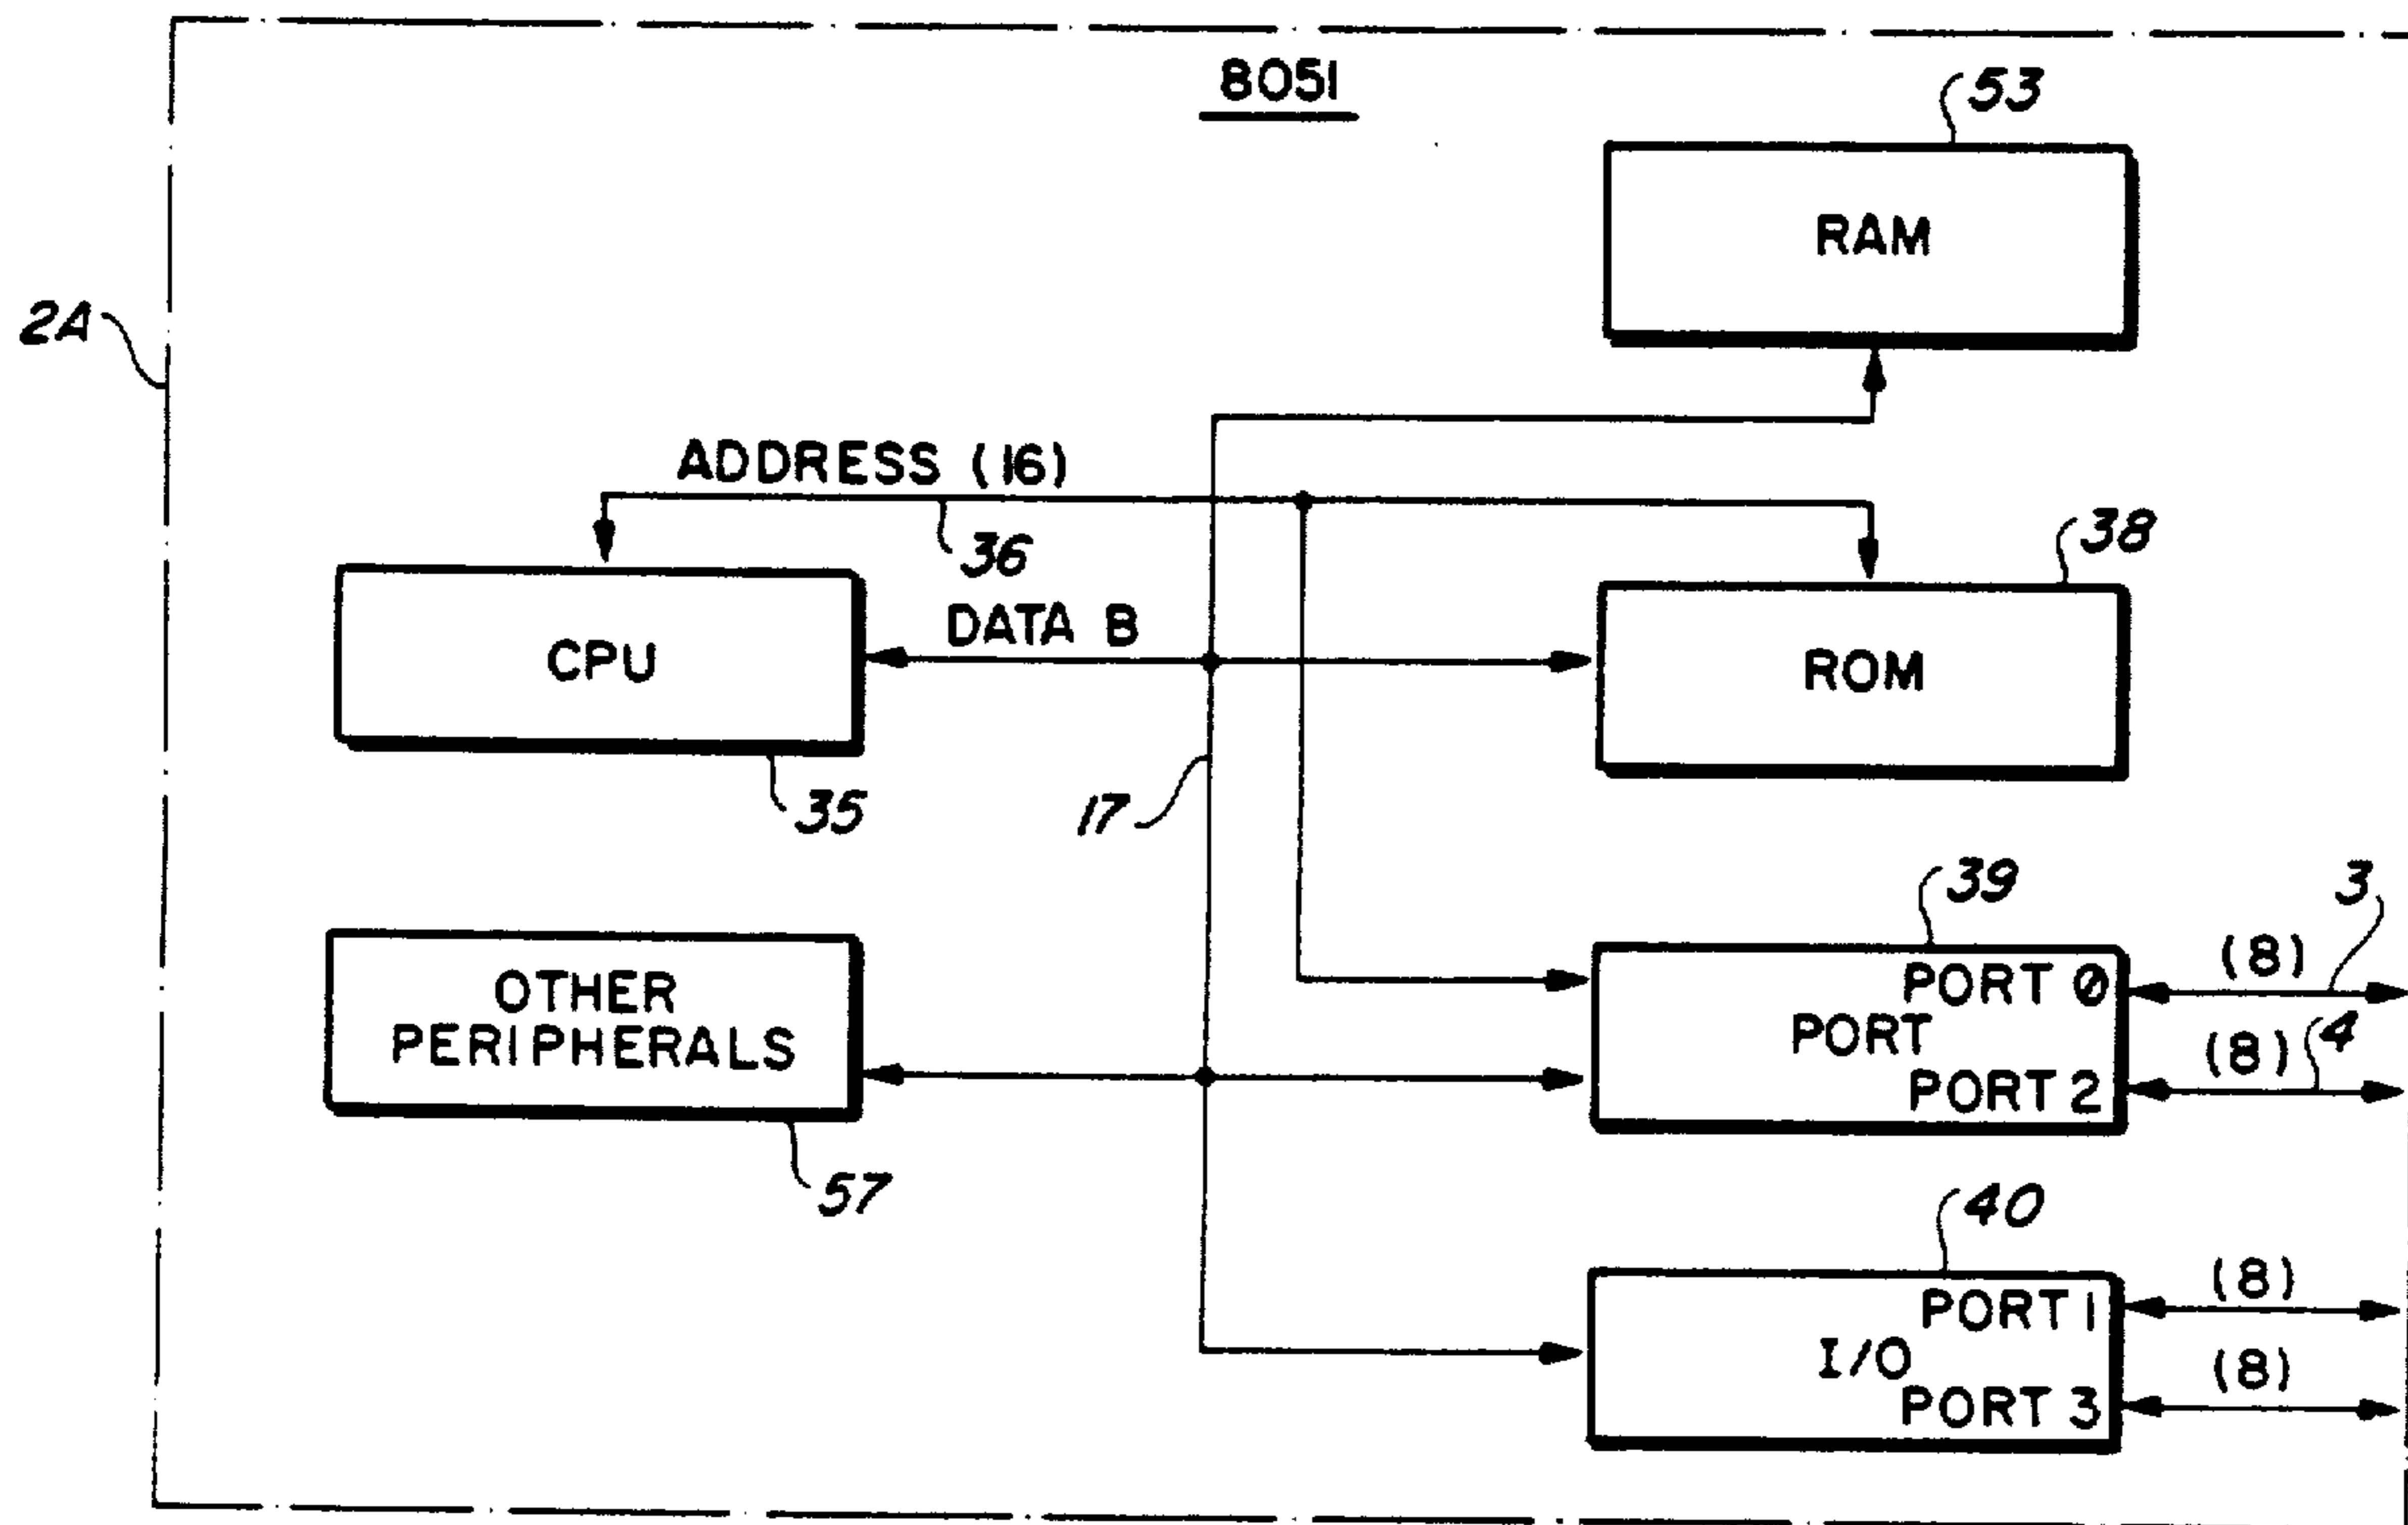 8051
53
RAM
2A
ADDRESS (16)
36
38
CPU
DATA B
ROM
35
17
39
3
OTHER
PERIPHERALS
PORT 0
(8)
PORT
4
(8)
PORT 2
57
40
PORT 1
(8)
I/O
PORT 3
(8)